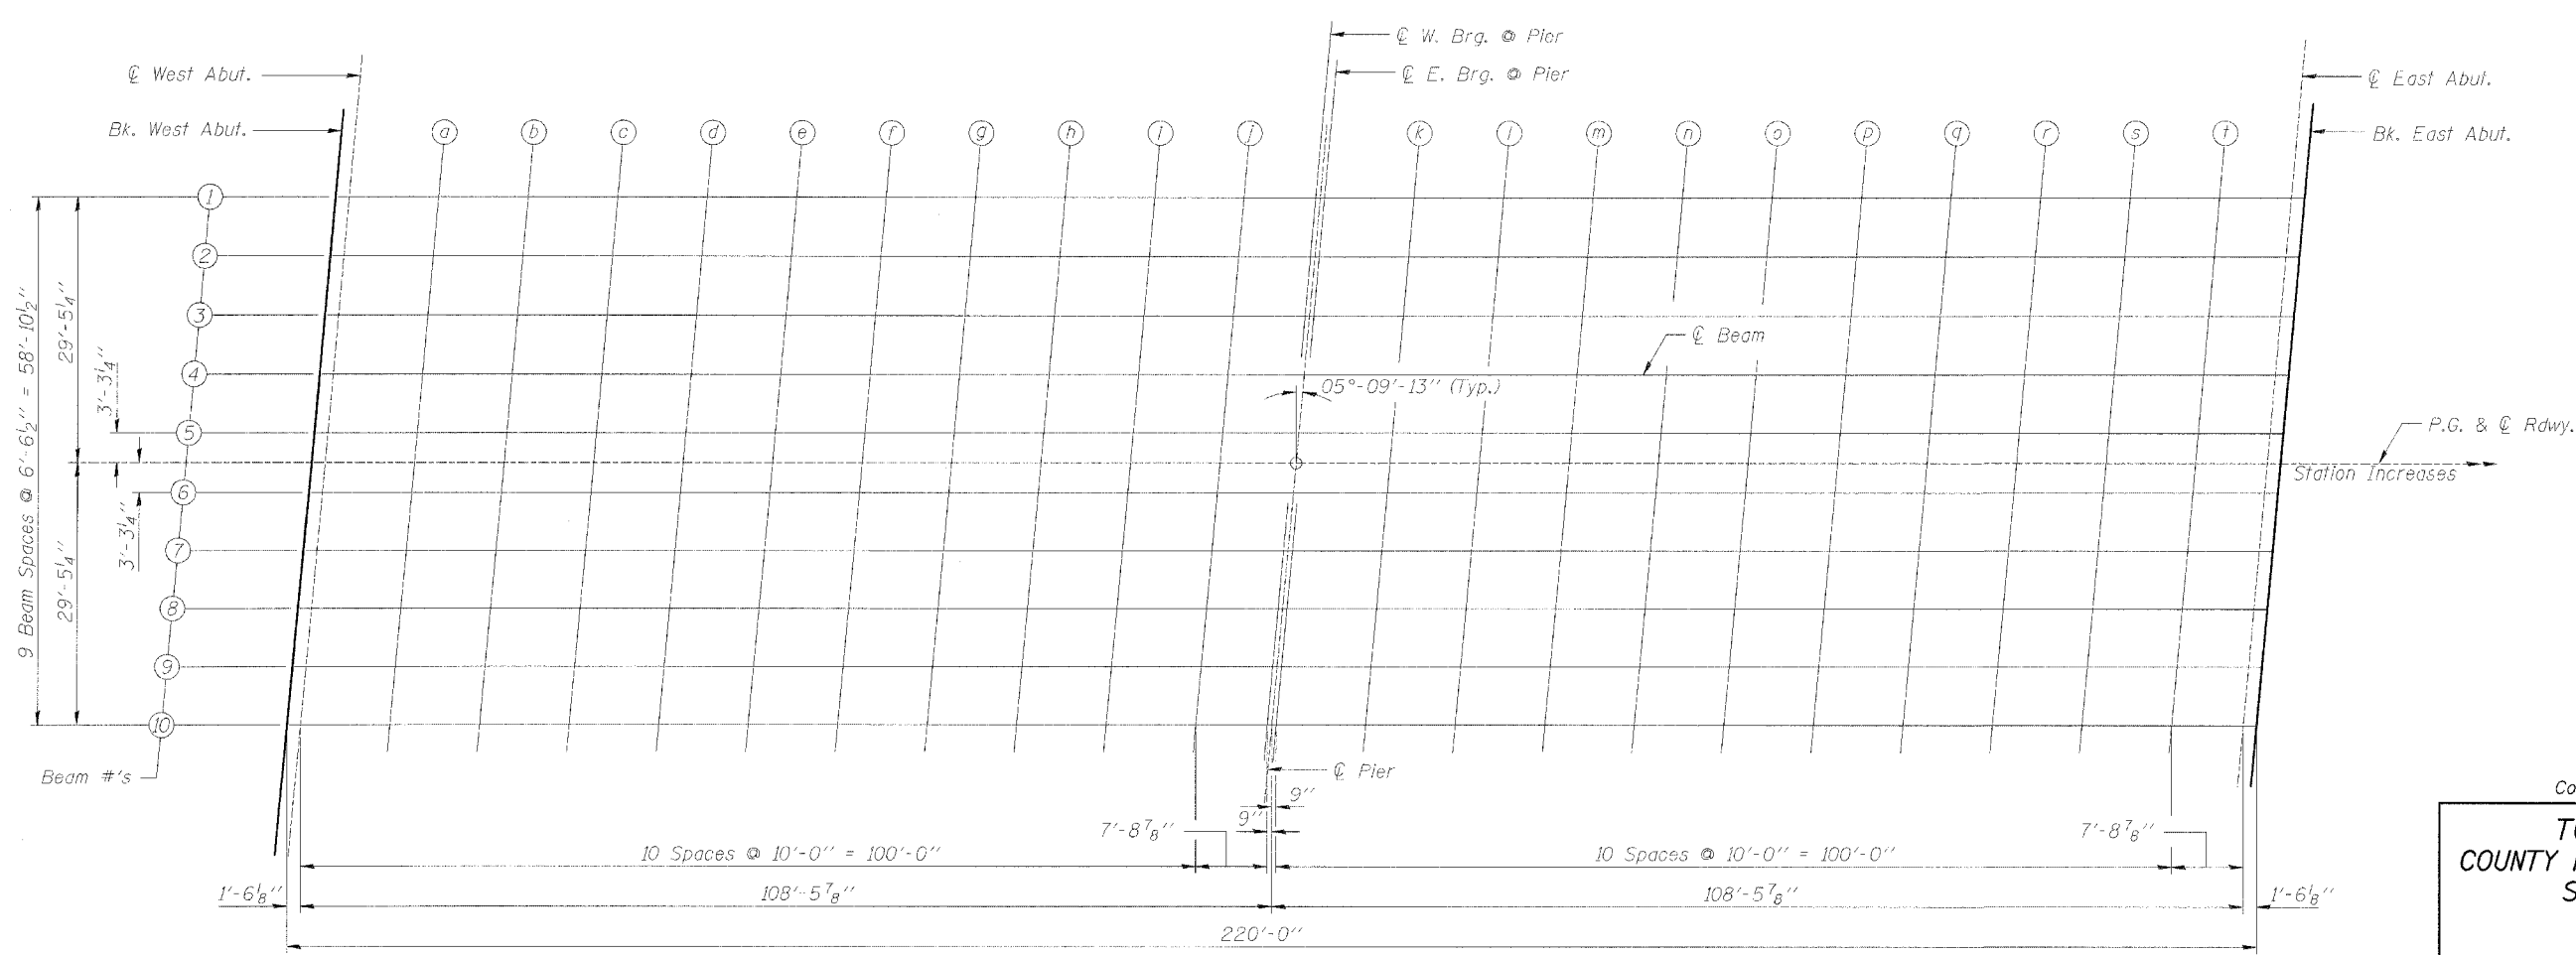 ℄ W. Brg. @ Pier
℄ E. Brg. @ Pier
℄ West Abut.
℄ East Abut.
Bk. West Abut.
Bk. East Abut.
a b c d e f g h i j k l m n o p q r s t
1
2
3
4
5
6
7
8
9
10
9 Beam Spaces @ 6'-6½" = 58'-10½"
29'-5¼"
29'-5¼"
3'-3¼"
3'-3¼"
℄ Beam
05°-09'-13" (Typ.)
P.G. & ℄ Rdwy.
Station Increases
Beam #'s
℄ Pier
9"
9"
7'-8⅞"
7'-8⅞"
10 Spaces @ 10'-0" = 100'-0"
10 Spaces @ 10'-0" = 100'-0"
1'-6⅛"
108'-5⅞"
108'-5⅞"
1'-6⅛"
220'-0"
Co
COUNTY
S